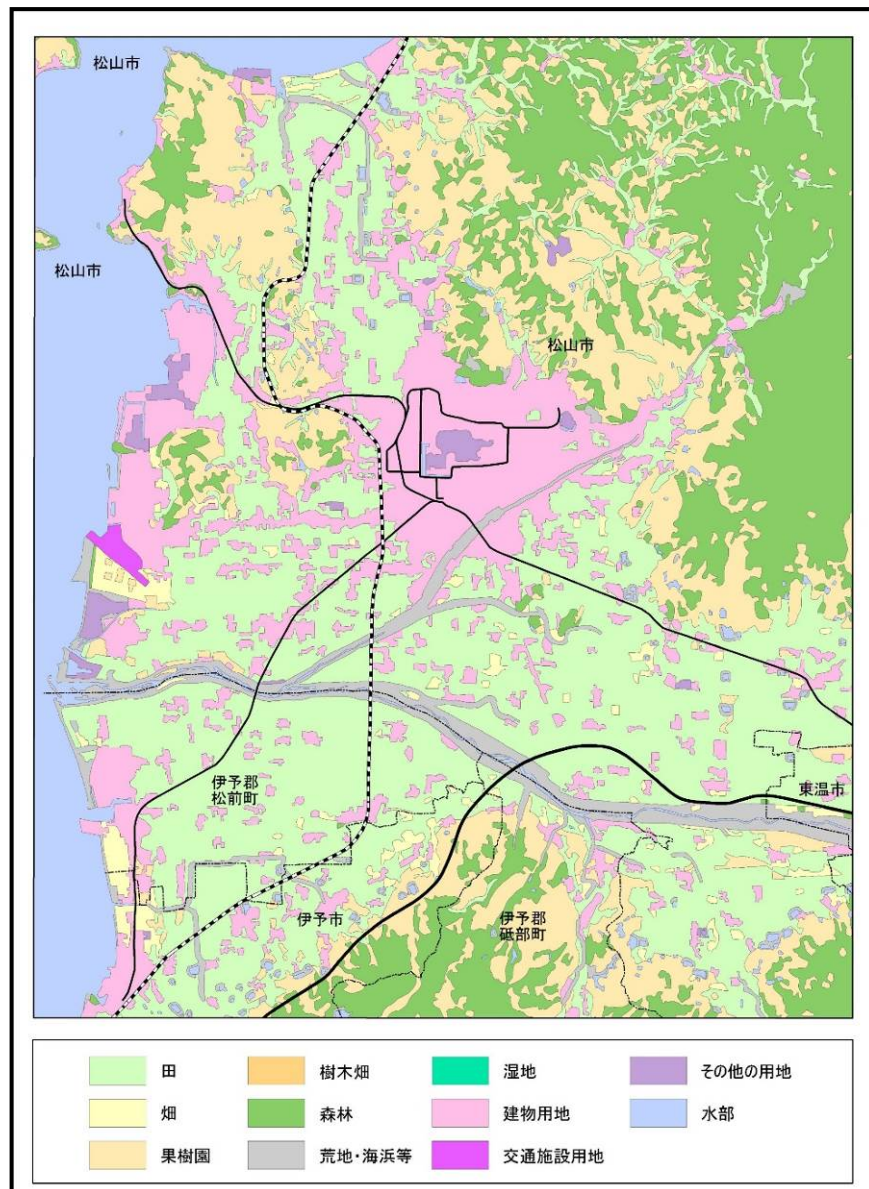 松山市
松山市
松山市
伊予郡
松前町
東温市
伊予市
伊予郡
砥部町
田
樹木畑
湿地
その他の用地
畑
森林
建物用地
水部
果樹園
荒地・海浜等
交通施設用地